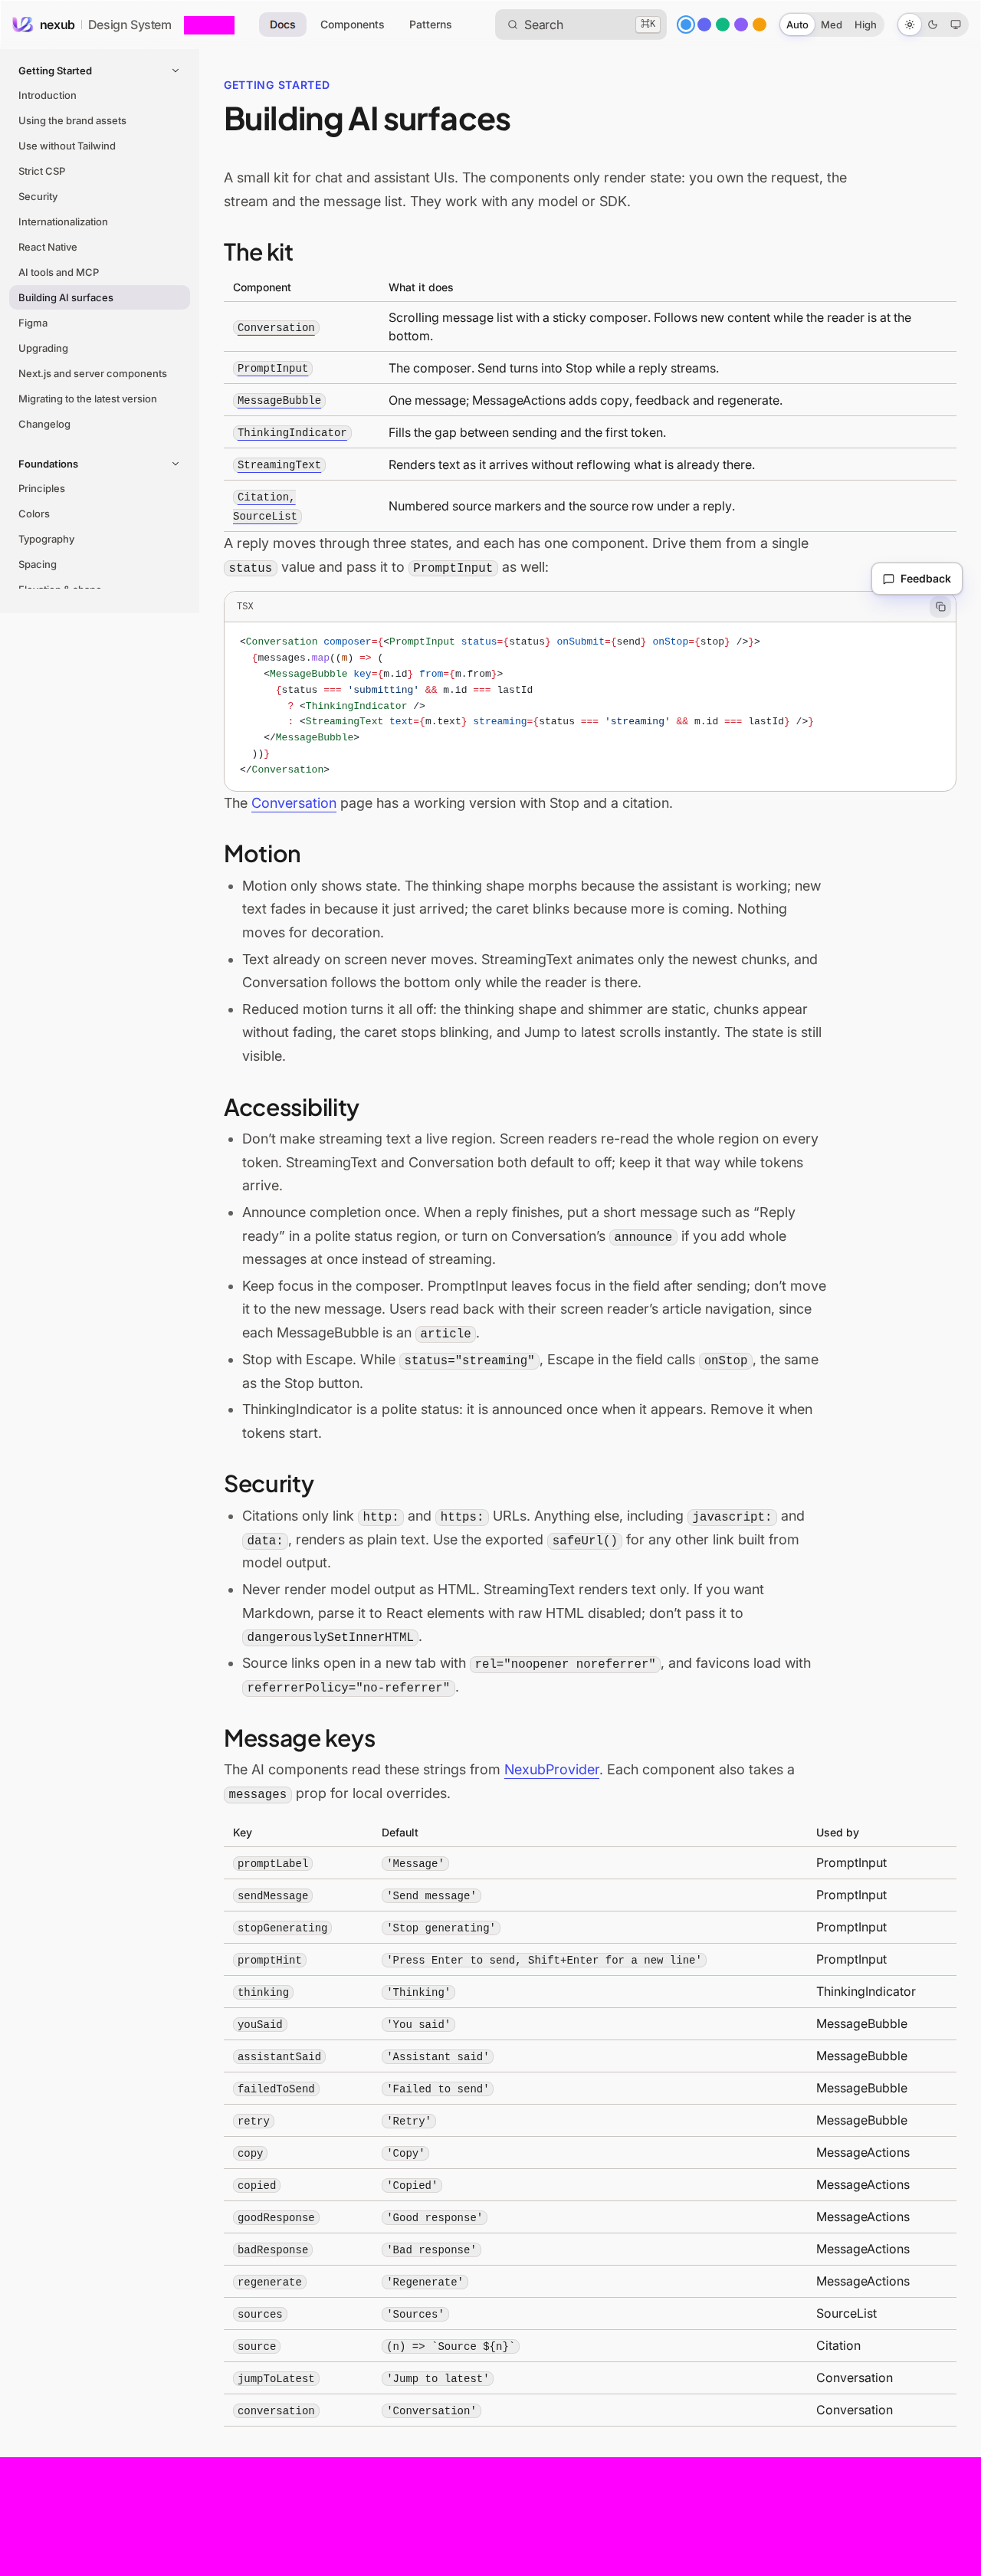 nexub | Design System
Docs
Components
Patterns
Search
⌘K
Auto
Med
High
Getting Started
Introduction
Using the brand assets
Use without Tailwind
Strict CSP
Security
Internationalization
React Native
AI tools and MCP
Building AI surfaces
Figma
Upgrading
Next.js and server components
Migrating to the latest version
Changelog
Foundations
Principles
Colors
Typography
Spacing
GETTING STARTED
Building AI surfaces
A small kit for chat and assistant UIs. The components only render state: you own the request, the
stream and the message list. They work with any model or SDK.
The kit
Component What it does
Conversation Scrolling message list with a sticky composer. Follows new content while the reader is at the
bottom.
PromptInput The composer. Send turns into Stop while a reply streams.
MessageBubble One message; MessageActions adds copy, feedback and regenerate.
ThinkingIndicator Fills the gap between sending and the first token.
StreamingText Renders text as it arrives without reflowing what is already there.
Citation,
SourceList Numbered source markers and the source row under a reply.
A reply moves through three states, and each has one component. Drive them from a single
status value and pass it to PromptInput as well:
Feedback
TSX
<Conversation composer={<PromptInput status={status} onSubmit={send} onStop={stop} />}>
{messages.map((m) => (
<MessageBubble key={m.id} from={m.from}>
{status === 'submitting' && m.id === lastId
? <ThinkingIndicator />
: <StreamingText text={m.text} streaming={status === 'streaming' && m.id === lastId} />}
</MessageBubble>
))}
</Conversation>
The Conversation page has a working version with Stop and a citation.
Motion
• Motion only shows state. The thinking shape morphs because the assistant is working; new
text fades in because it just arrived; the caret blinks because more is coming. Nothing
moves for decoration.
• Text already on screen never moves. StreamingText animates only the newest chunks, and
Conversation follows the bottom only while the reader is there.
• Reduced motion turns it all off: the thinking shape and shimmer are static, chunks appear
without fading, the caret stops blinking, and Jump to latest scrolls instantly. The state is still
visible.
Accessibility
• Don’t make streaming text a live region. Screen readers re-read the whole region on every
token. StreamingText and Conversation both default to off; keep it that way while tokens
arrive.
• Announce completion once. When a reply finishes, put a short message such as “Reply
ready” in a polite status region, or turn on Conversation’s announce if you add whole
messages at once instead of streaming.
• Keep focus in the composer. PromptInput leaves focus in the field after sending; don’t move
it to the new message. Users read back with their screen reader’s article navigation, since
each MessageBubble is an article.
• Stop with Escape. While status="streaming", Escape in the field calls onStop, the same
as the Stop button.
• ThinkingIndicator is a polite status: it is announced once when it appears. Remove it when
tokens start.
Security
• Citations only link http: and https: URLs. Anything else, including javascript: and
data:, renders as plain text. Use the exported safeUrl() for any other link built from
model output.
• Never render model output as HTML. StreamingText renders text only. If you want
Markdown, parse it to React elements with raw HTML disabled; don’t pass it to
dangerouslySetInnerHTML.
• Source links open in a new tab with rel="noopener noreferrer", and favicons load with
referrerPolicy="no-referrer".
Message keys
The AI components read these strings from NexubProvider. Each component also takes a
messages prop for local overrides.
Key Default Used by
promptLabel 'Message' PromptInput
sendMessage 'Send message' PromptInput
stopGenerating 'Stop generating' PromptInput
promptHint 'Press Enter to send, Shift+Enter for a new line' PromptInput
thinking 'Thinking' ThinkingIndicator
youSaid 'You said' MessageBubble
assistantSaid 'Assistant said' MessageBubble
failedToSend 'Failed to send' MessageBubble
retry 'Retry' MessageBubble
copy 'Copy' MessageActions
copied 'Copied' MessageActions
goodResponse 'Good response' MessageActions
badResponse 'Bad response' MessageActions
regenerate 'Regenerate' MessageActions
sources 'Sources' SourceList
source (n) => `Source ${n}` Citation
jumpToLatest 'Jump to latest' Conversation
conversation 'Conversation' Conversation